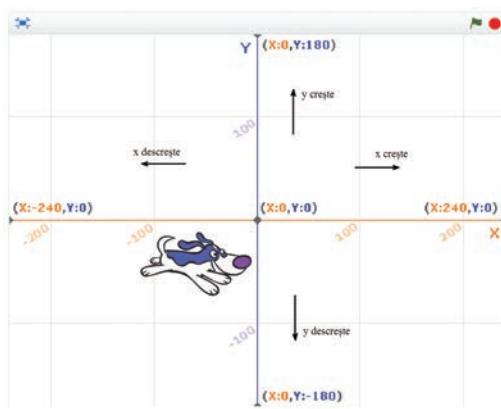 Y (X:0,Y:180)
y crește
100
x descrește
x crește
(X:-240,Y:0) (X:0,Y:0) (X:240,Y:0)
-200 -100 100 200 X
y descrește
-100
(X:0,Y:-180)